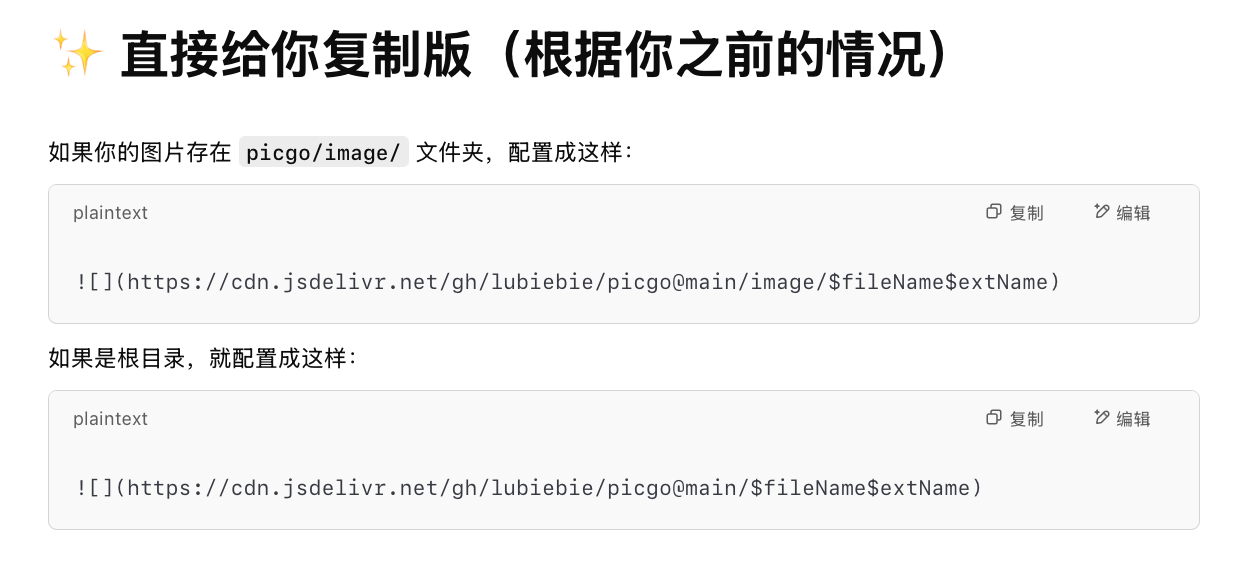 ✨ 直接给你复制版（根据你之前的情况）
如果你的图片存在 picgo/image/ 文件夹，配置成这样：
plaintext 复制 编辑
![](https://cdn.jsdelivr.net/gh/lubiebie/picgo@main/image/$fileName$extName)
如果是根目录，就配置成这样：
plaintext 复制 编辑
![](https://cdn.jsdelivr.net/gh/lubiebie/picgo@main/$fileName$extName)